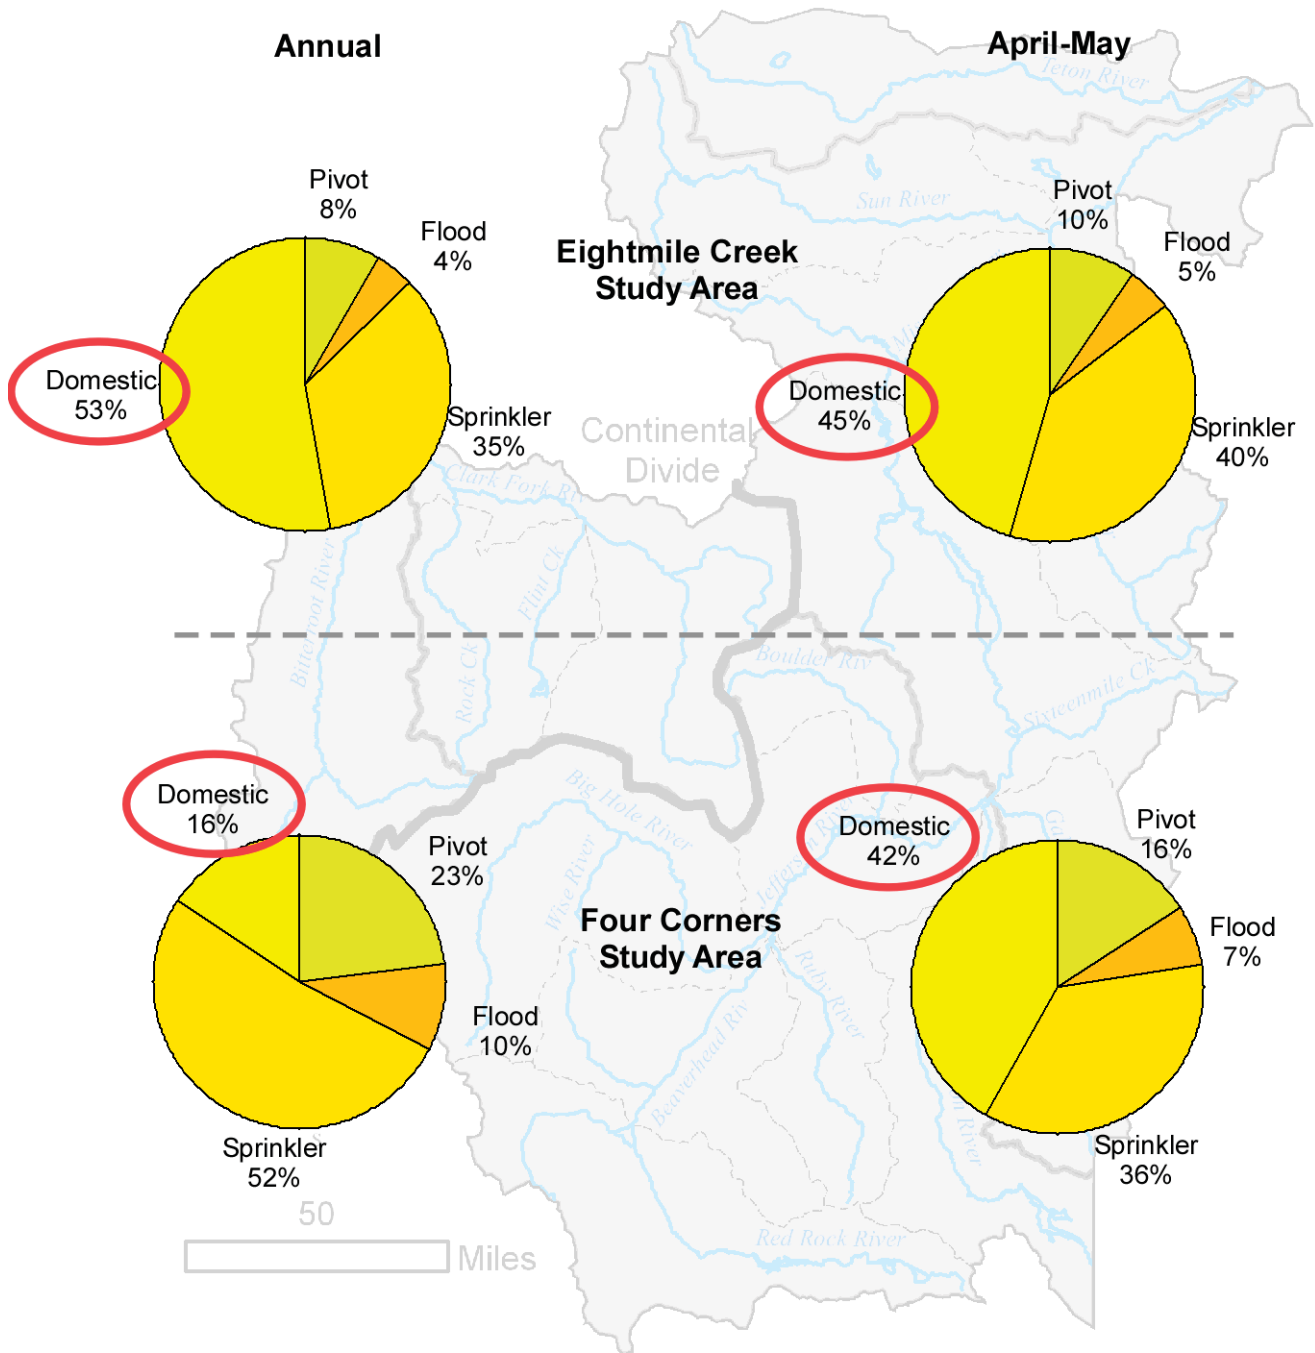 Annual
April-May
Teton River
Pivot
8%
Flood
4%
Sun River
Pivot
10%
Flood
5%
Eightmile Creek
Study Area
Domestic
53%
Sprinkler
35%
Domestic
45%
Sprinkler
40%
Continental
Divide
Clark Fork Riv
Flint Ck
Bitterroot River
Rock Ck
Boulder Riv
Sixteenmile Ck
Domestic
16%
Big Hole River
Pivot
23%
Wise River
Jefferson River
Domestic
42%
Ga
Pivot
16%
Four Corners
Study Area
Flood
7%
Flood
10%
Ruby River
Beaverhead Riv
River
Sprinkler
52%
Sprinkler
36%
50
Miles
Red Rock River